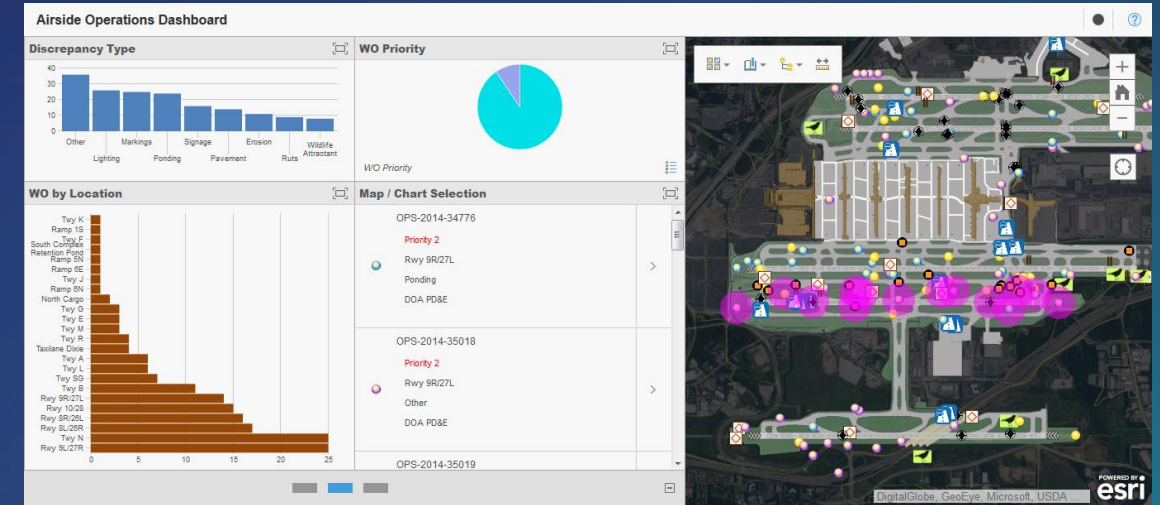 Airside Operations Dashboard
Discrepancy Type
40
30
20
10
0
Other
Markings
Signage
Erosion
Wildlife
Attractant
Lighting
Ponding
Pavement
Ruts
WO Priority
WO Priority
WO by Location
Twy K
Ramp 1S
Twy F
South Complex
Retention Pond
Ramp 5N
Ramp 6E
Twy J
Ramp 6N
North Cargo
Twy G
Twy E
Twy M
Twy R
Taxilane Dixie
Twy A
Twy L
Twy SG
Twy B
Rwy 9R/27L
Rwy 10/28
Rwy 8R/26L
Rwy 8L/26R
Twy N
Rwy 9L/27R
0 5 10 15 20 25
Map / Chart Selection
OPS-2014-34776
Priority 2
Rwy 9R/27L
Ponding
DOA PD&E
OPS-2014-35018
Priority 2
Rwy 9R/27L
Other
DOA PD&E
OPS-2014-35019
DigitalGlobe, GeoEye, Microsoft, USDA ...
POWERED BY
esri